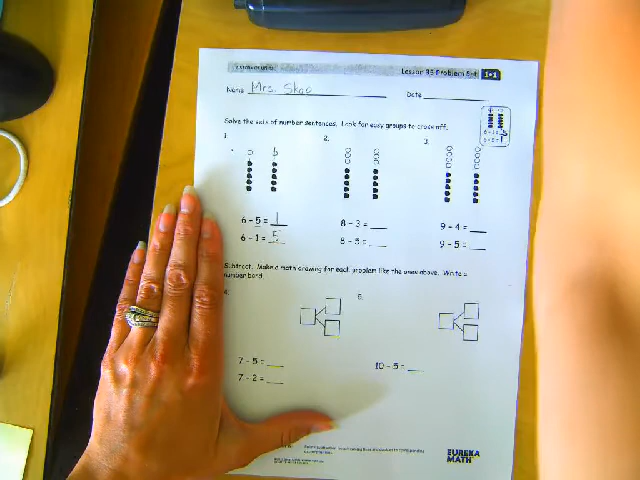 Lesson 35 Problem Set 1•1
Name Mrs. Skoo Date
Solve the sets of number sentences. Look for easy groups to cross off.
1. 2. 3.
6 - 5 = 1 8 - 3 = 9 - 4 =
6 - 1 = 5 8 - 5 = 9 - 5 =
Subtract. Make a math drawing for each problem like the ones above. Write a
number bond.
4. 5.
7 - 5 = 10 - 5 =
7 - 2 =
EUREKA
MATH